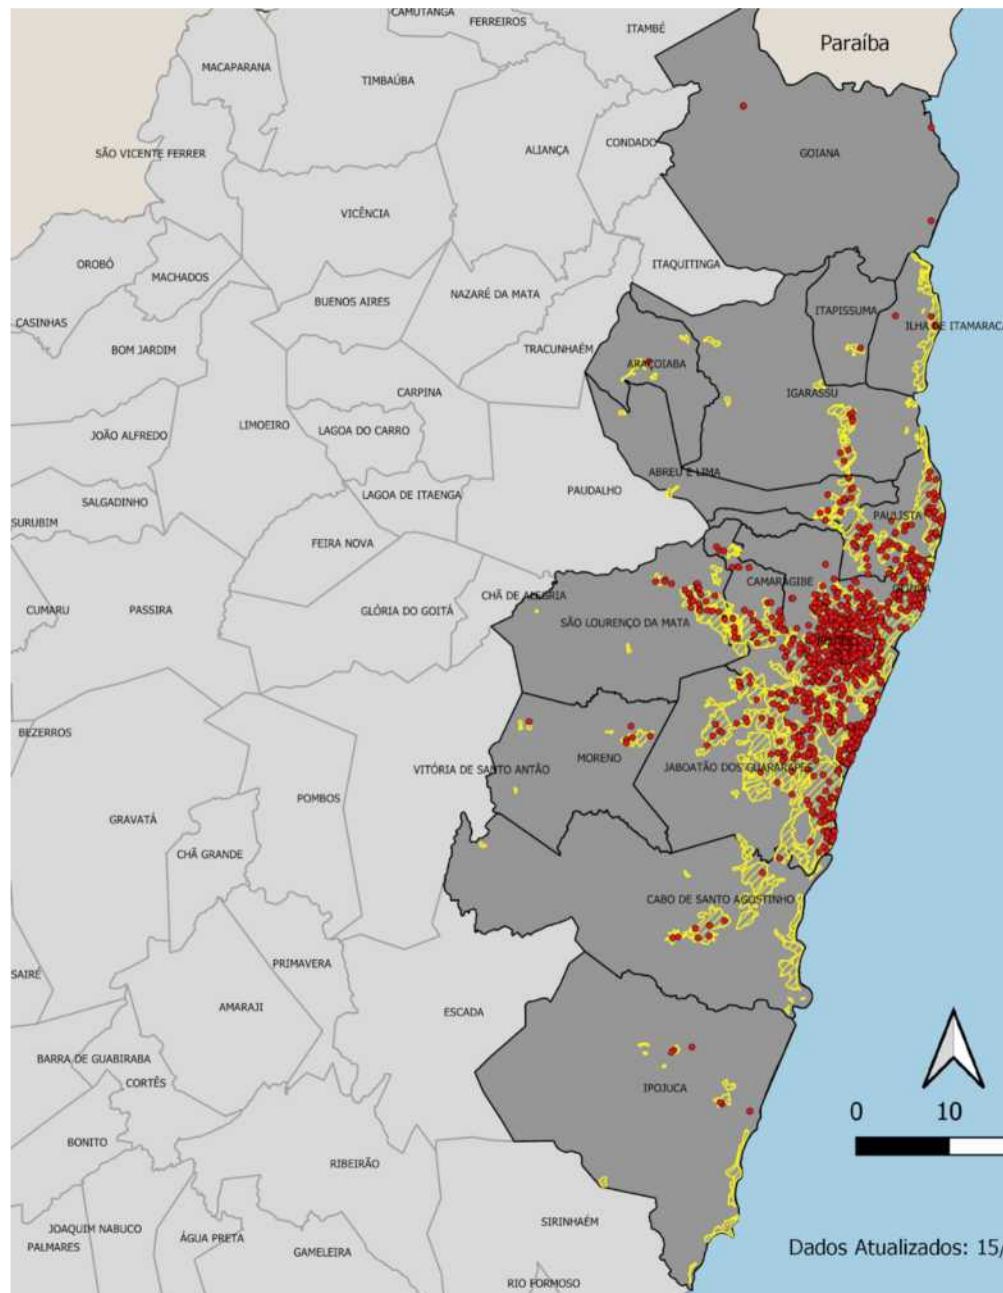 CAMUTANGA
FERREIROS
ITAMBÉ
Paraíba
MACAPARANA
TIMBAÚBA
SÃO VICENTE FERRER
ALIANÇA
CONDADO
GOIANA
VICÊNCIA
OROBÓ
MACHADOS
ITAQUITINGA
BUENOS AIRES
NAZARÉ DA MATA
ITAPISSUMA
CASINHAS
ILHA DE ITAMARACÁ
BOM JARDIM
TRACUNHAÉM
ARAÇOIABA
CARPINA
IGARASSU
LIMOEIRO
LAGOA DO CARRO
JOÃO ALFREDO
ABREU E LIMA
LAGOA DE ITAENGA
PAUDALHO
SALGADINHO
PAULISTA
SURUBIM
FEIRA NOVA
CAMARAGIBE
CHÃ DE ALEGRIA
CUMARU
PASSIRA
GLÓRIA DO GOITÁ
SÃO LOURENÇO DA MATA
BEZERROS
MORENO
VITÓRIA DE SANTO ANTÃO
JABOATÃO DOS GUARARAPES
POMBOS
GRAVATÁ
CHÃ GRANDE
CABO DE SANTO AGOSTINHO
PRIMAVERA
SAIRÉ
AMARAJI
ESCADA
BARRA DE GUABIRABA
CORTÊS
IPOJUCA
0 10
BONITO
RIBEIRÃO
SIRINHAÉM
JOAQUIM NABUCO
ÁGUA PRETA
PALMARES
GAMELEIRA
Dados Atualizados: 15/
RIO FORMOSO